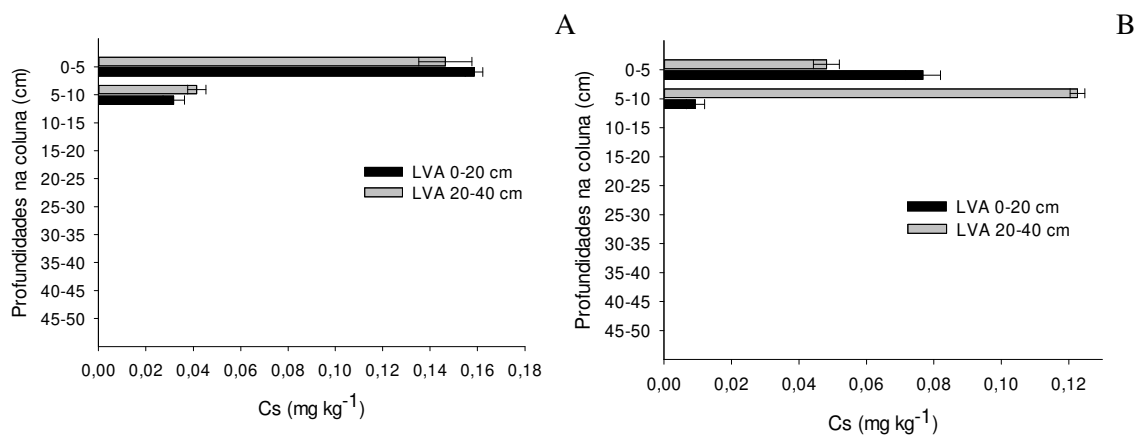 A
Profundidades na coluna (cm)
0-5
5-10
10-15
15-20
20-25
25-30
30-35
35-40
40-45
45-50
LVA 0-20 cm
LVA 20-40 cm
0,00 0,02 0,04 0,06 0,08 0,10 0,12 0,14 0,16 0,18
Cs (mg kg-1)
B
Profundidades na coluna (cm)
0-5
5-10
10-15
15-20
20-25
25-30
30-35
35-40
40-45
45-50
LVA 0-20 cm
LVA 20-40 cm
0,00 0,02 0,04 0,06 0,08 0,10 0,12
Cs (mg kg-1)